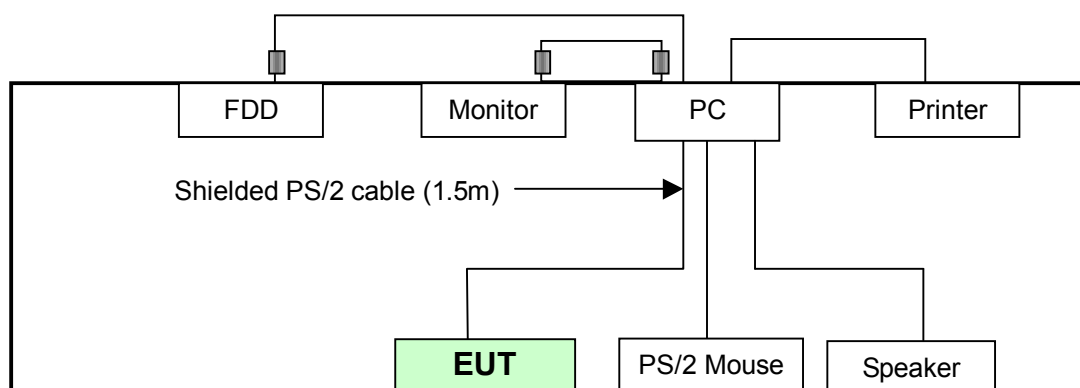 FDD
Monitor
PC
Printer
Shielded PS/2 cable (1.5m)
EUT
PS/2 Mouse
Speaker